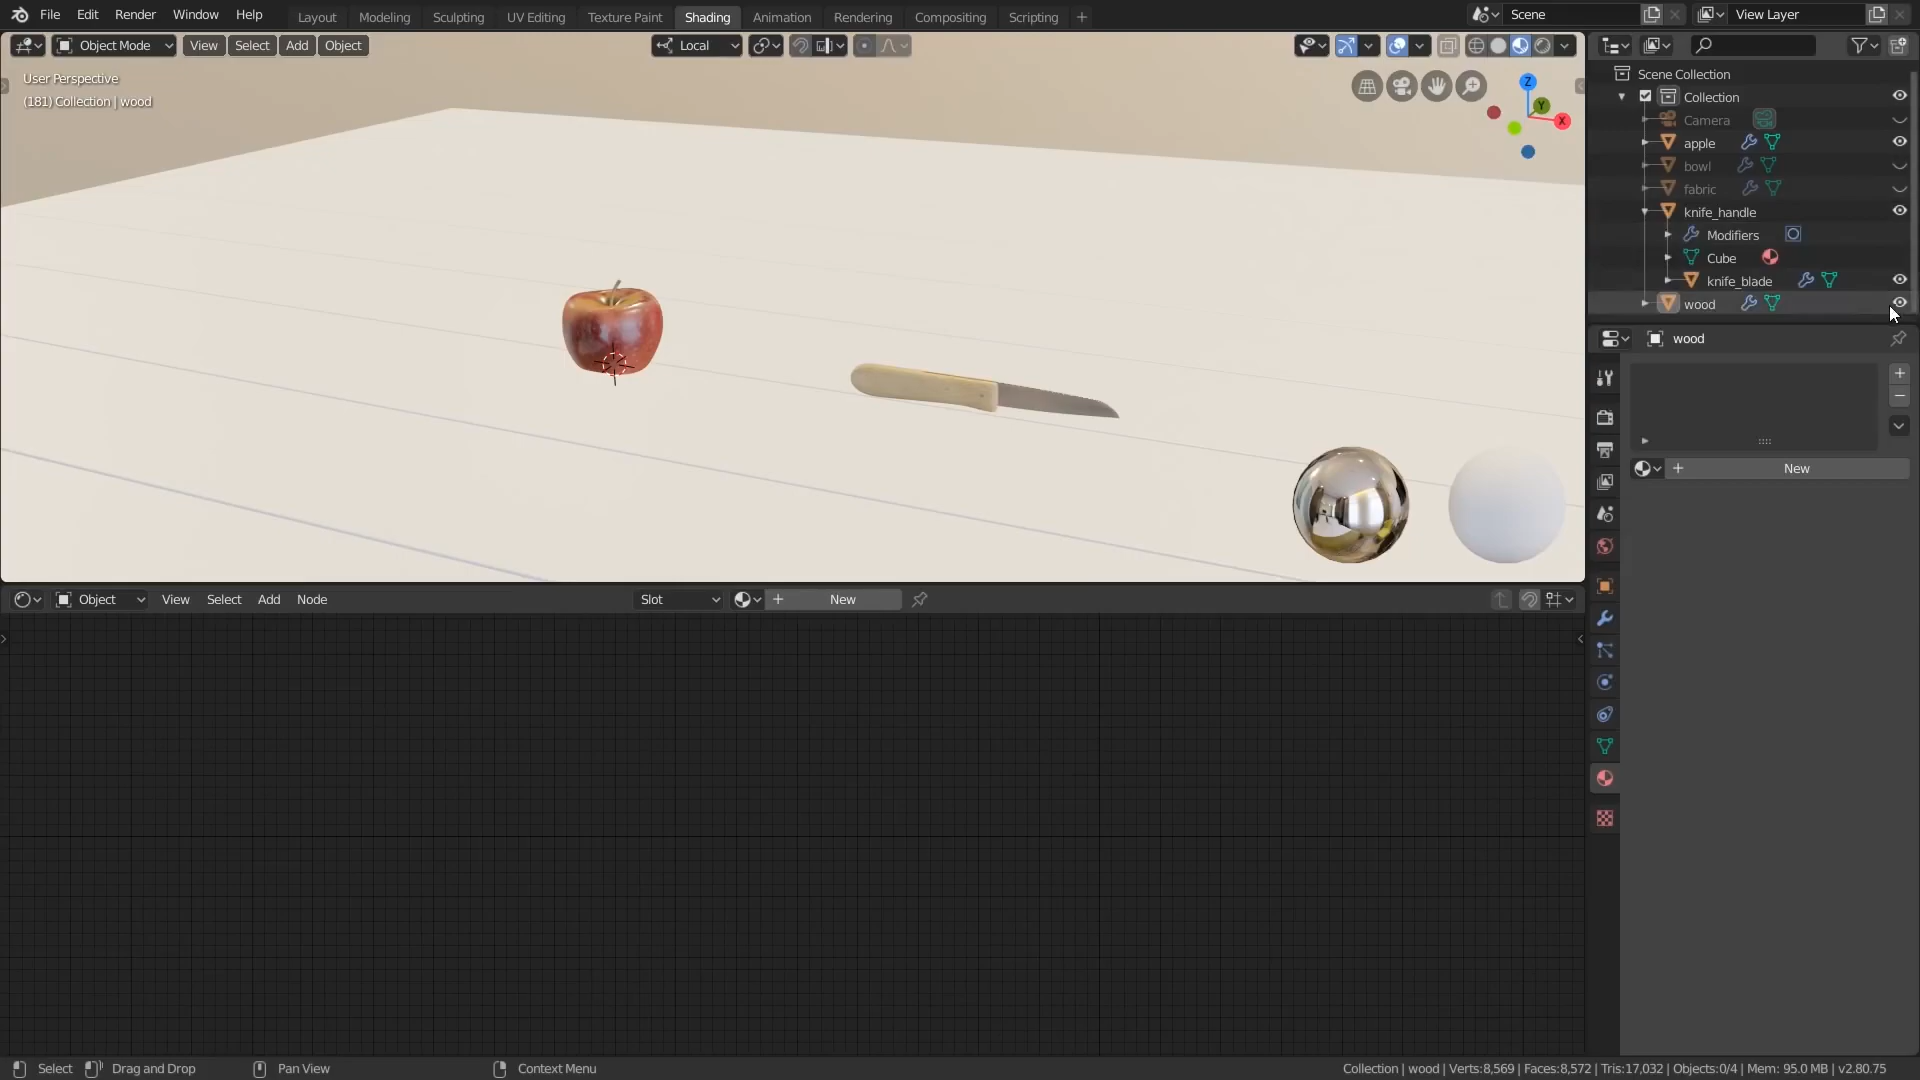 File Edit Render Window Help Layout Modeling Sculpting UV Editing Texture Paint Shading Animation Rendering Compositing Scripting + Scene View Layer
Object Mode View Select Add Object Local
User Perspective
(181) Collection | wood
Z
Y
X
Scene Collection
Collection
Camera
apple
bowl
fabric
knife_handle
Modifiers
Cube
knife_blade
wood
wood
+ New
Object View Select Add Node Slot + New
Select Drag and Drop Pan View Context Menu Collection | wood | Verts:8,569 | Faces:8,572 | Tris:17,032 | Objects:0/4 | Mem: 95.0 MB | v2.80.75